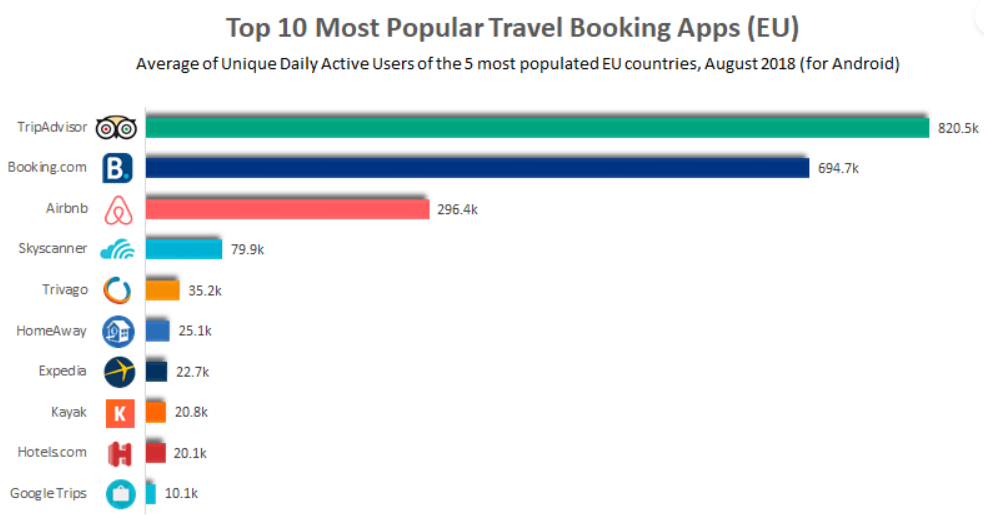 Top 10 Most Popular Travel Booking Apps (EU)
Average of Unique Daily Active Users of the 5 most populated EU countries, August 2018 (for Android)
TripAdvisor 820.5k
Booking.com B. 694.7k
Airbnb 296.4k
Skyscanner 79.9k
Trivago 35.2k
HomeAway 25.1k
Expedia 22.7k
Kayak K 20.8k
Hotels.com H 20.1k
Google Trips 10.1k